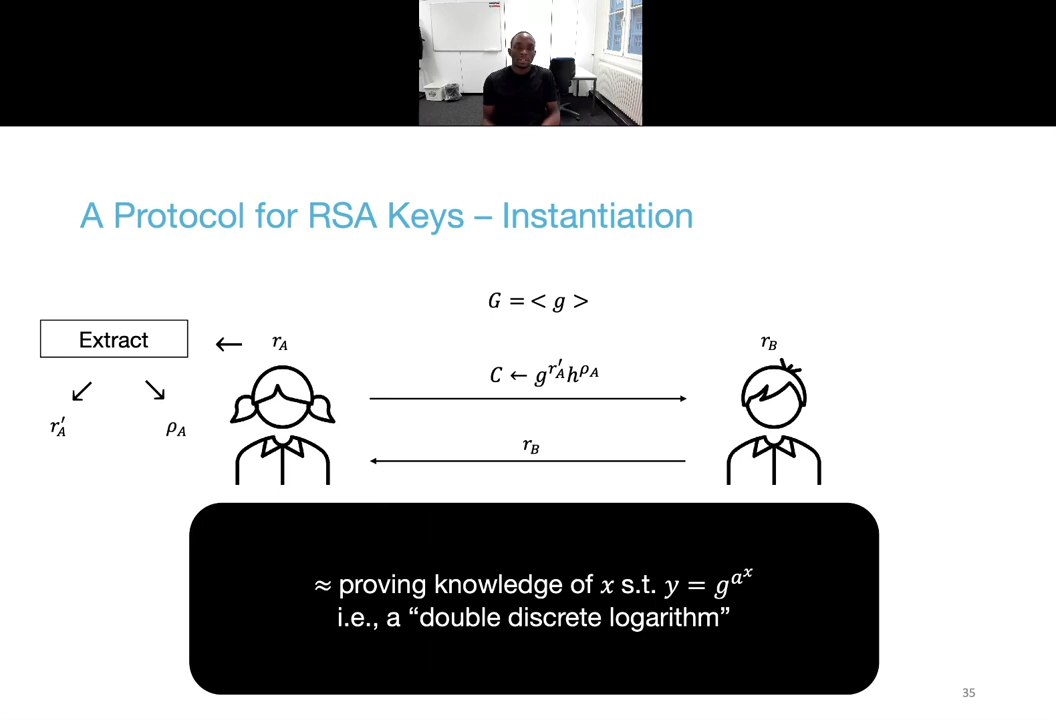 A Protocol for RSA Keys – Instantiation
G = < g >
Extract
← r_A
r_B
C ← g^{r'_A} h^{ρ_A}
r'_A
ρ_A
r_B
≈ proving knowledge of x s.t. y = g^{a^x}
i.e., a “double discrete logarithm”
35